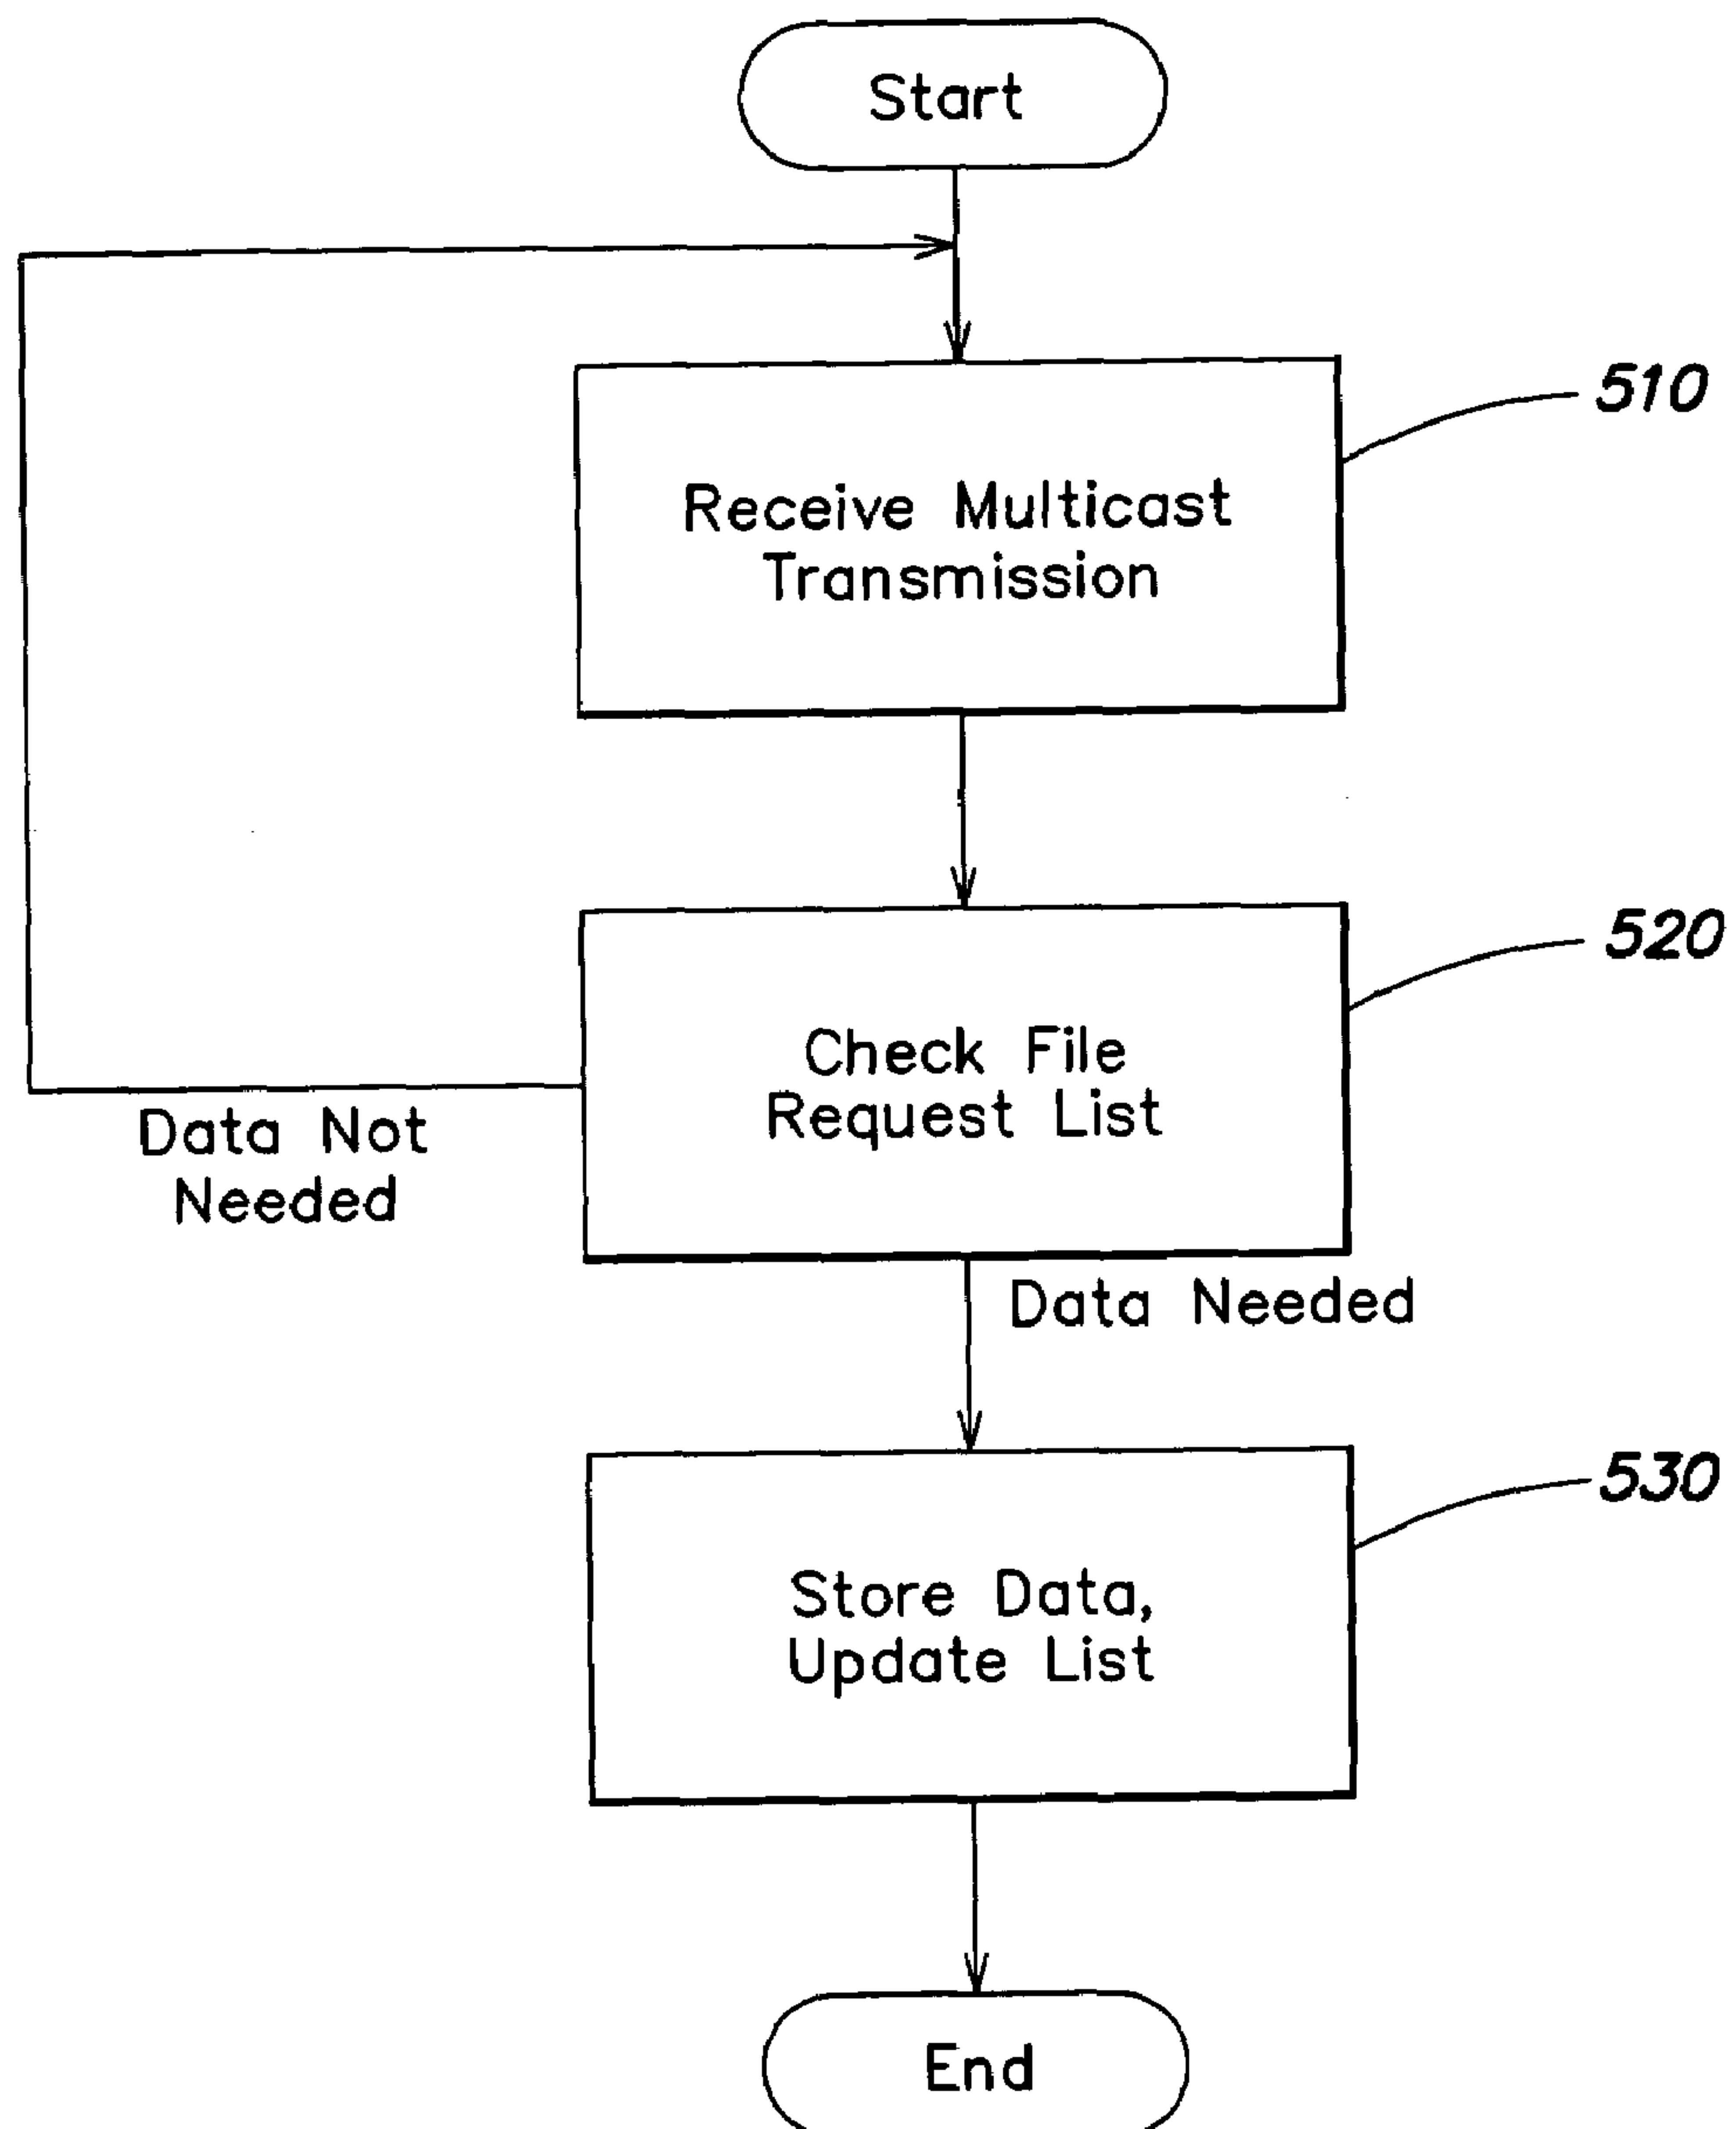 Start
510
Receive Multicast
Transmission
520
Check File
Request List
Data Not
Needed
Data Needed
530
Store Data,
Update List
End